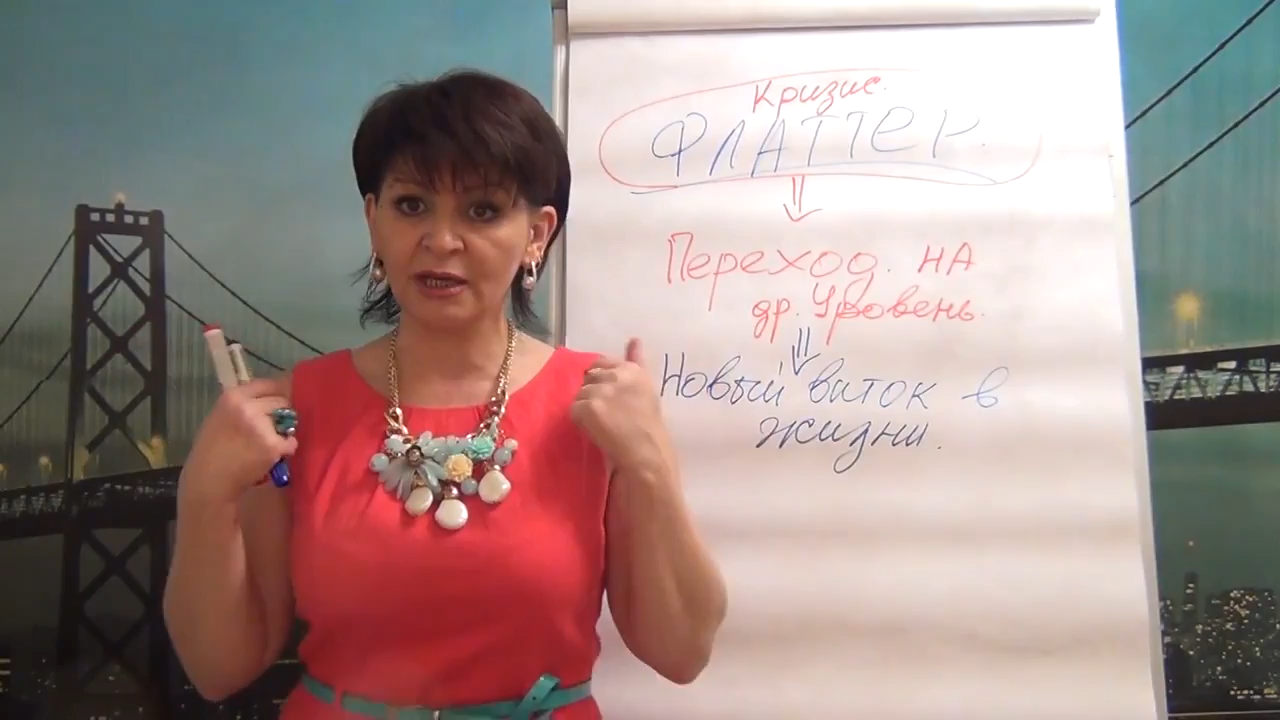 Кризис.
ФЛАТТЕР.
Переход на
др. Уровень.
Новый виток в
жизни.